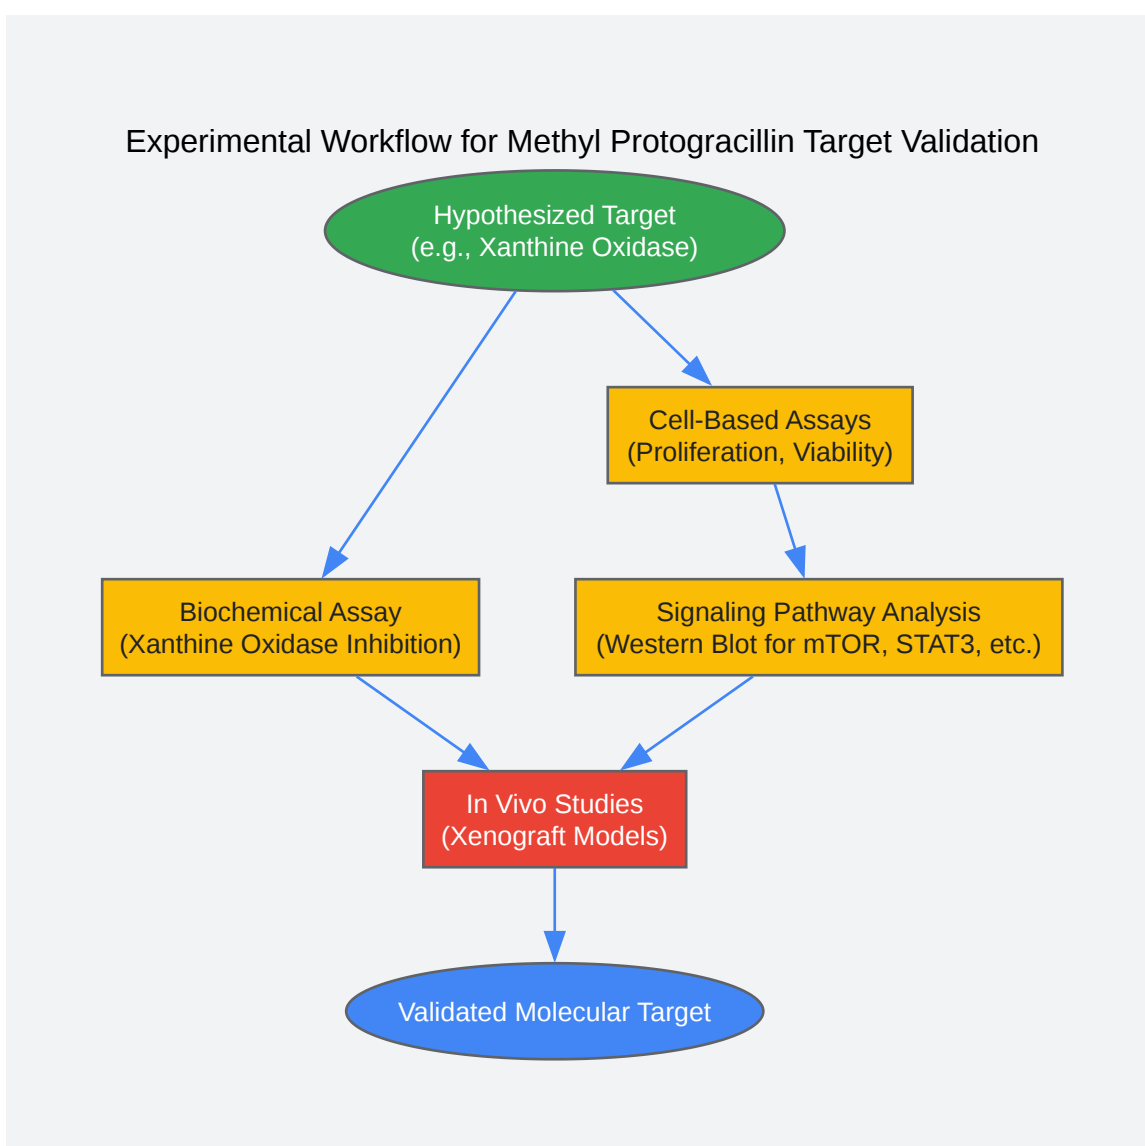 Experimental Workflow for Methyl Protogracillin Target Validation
Hypothesized Target
(e.g., Xanthine Oxidase)
Cell-Based Assays
(Proliferation, Viability)
Biochemical Assay
(Xanthine Oxidase Inhibition)
Signaling Pathway Analysis
(Western Blot for mTOR, STAT3, etc.)
In Vivo Studies
(Xenograft Models)
Validated Molecular Target